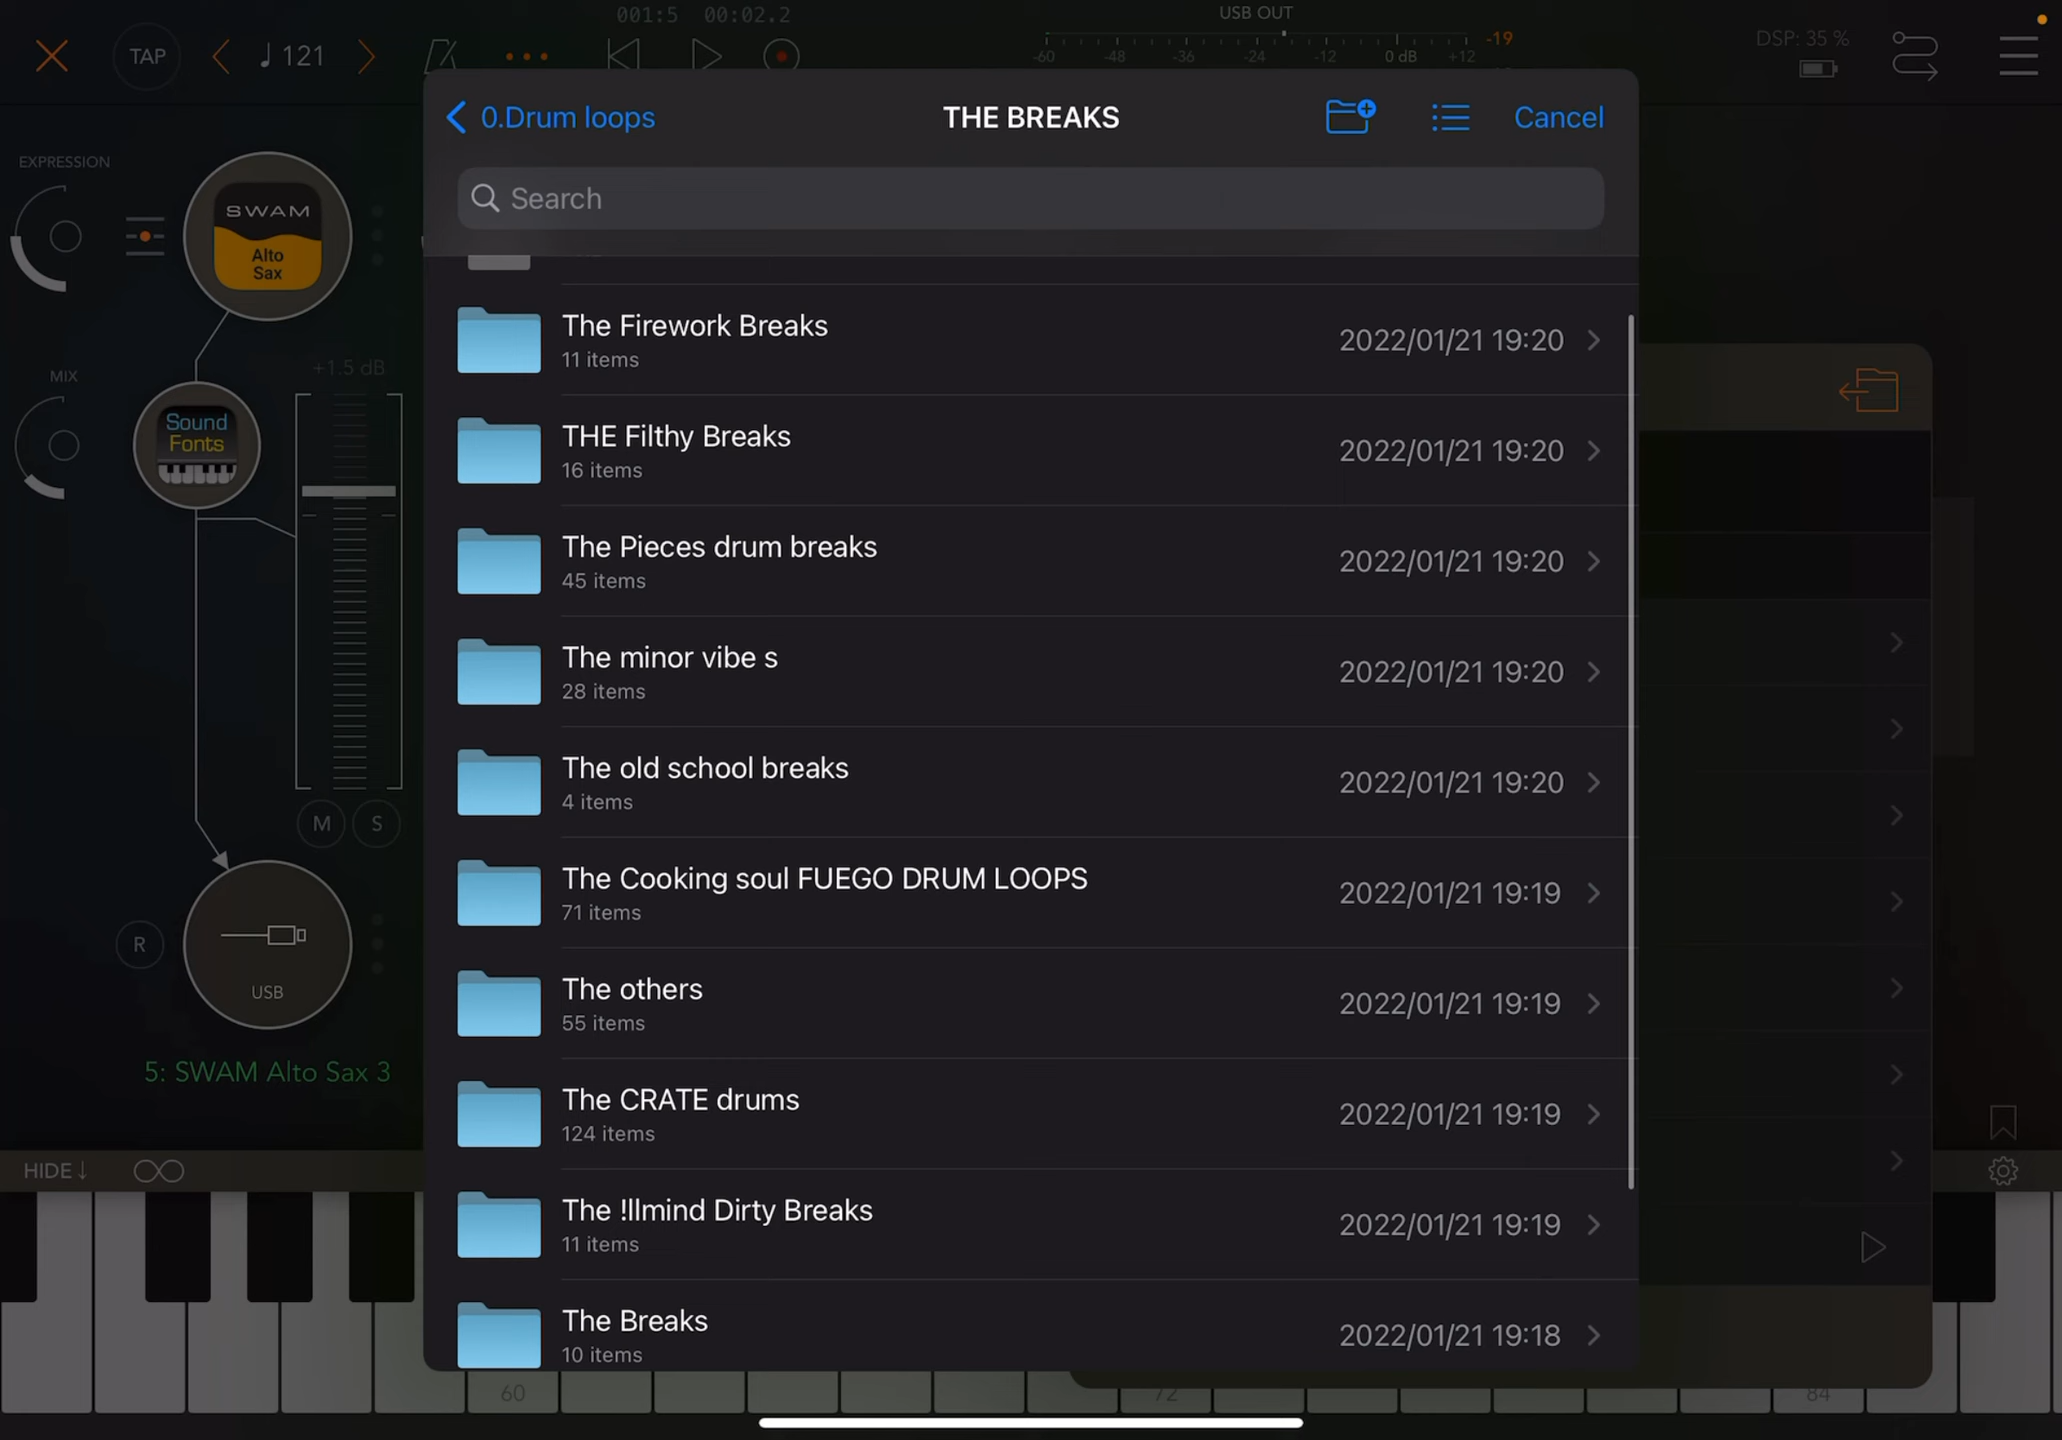 001:5 00:02.2
USB OUT
TAP
121
-60 -48 -36 -24 -12 0 dB +12
-19
DSP: 35 %
0.Drum loops
THE BREAKS
Cancel
Search
EXPRESSION
SWAM
Alto
Sax
MIX
+1.5 dB
Sound
Fonts
M
S
R
USB
5: SWAM Alto Sax 3
The Firework Breaks
11 items
2022/01/21 19:20
THE Filthy Breaks
16 items
2022/01/21 19:20
The Pieces drum breaks
45 items
2022/01/21 19:20
The minor vibe s
28 items
2022/01/21 19:20
The old school breaks
4 items
2022/01/21 19:20
The Cooking soul FUEGO DRUM LOOPS
71 items
2022/01/21 19:19
The others
55 items
2022/01/21 19:19
The CRATE drums
124 items
2022/01/21 19:19
The !llmind Dirty Breaks
11 items
2022/01/21 19:19
The Breaks
10 items
2022/01/21 19:18
HIDE↓
60
72
84